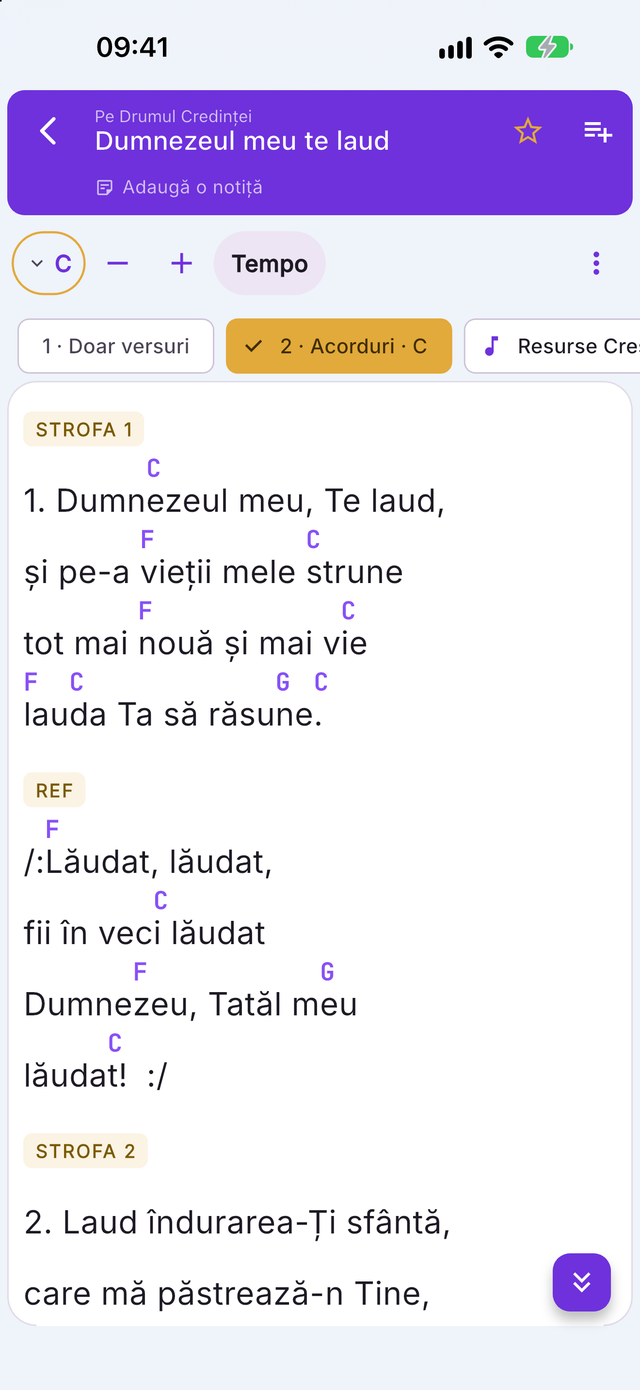 09:41
Pe Drumul Credinței
Dumnezeul meu te laud
Adaugă o notiță
C − + Tempo
1 · Doar versuri
2 · Acorduri · C
Resurse Cre
STROFA 1
C
1. Dumnezeul meu, Te laud,
F C
și pe-a vieții mele strune
F C
tot mai nouă și mai vie
F C G C
lauda Ta să răsune.
REF
F
/:Lăudat, lăudat,
C
fii în veci lăudat
F G
Dumnezeu, Tatăl meu
C
lăudat! :/
STROFA 2
2. Laud îndurarea-Ți sfântă,
care mă păstrează-n Tine,